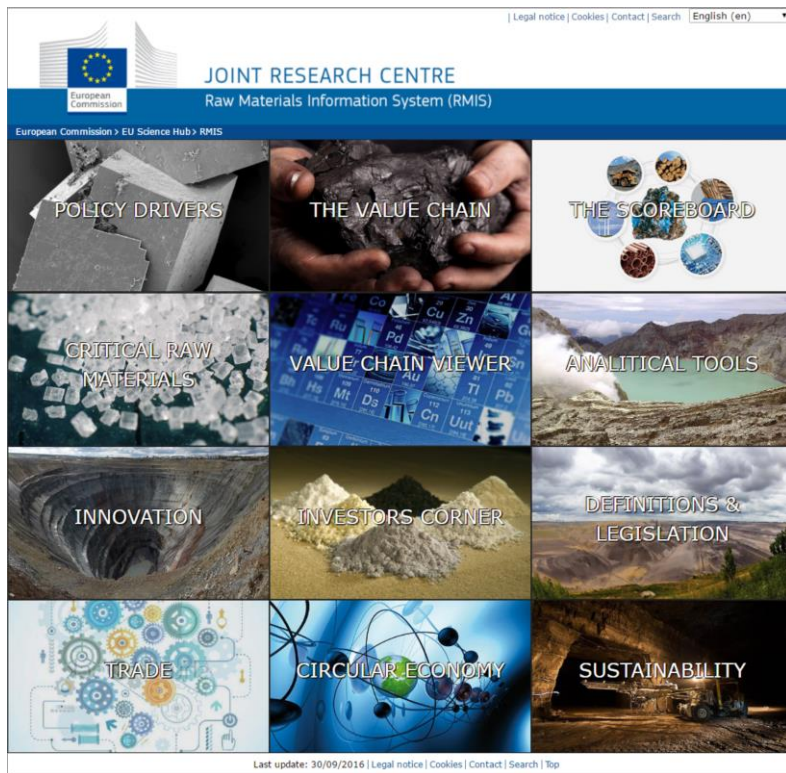 | Legal notice | Cookies | Contact | Search English (en)
European
Commission
JOINT RESEARCH CENTRE
Raw Materials Information System (RMIS)
European Commission > EU Science Hub > RMIS
POLICY DRIVERS
THE VALUE CHAIN
THE SCOREBOARD
CRITICAL RAW
MATERIALS
VALUE CHAIN VIEWER
ANALITICAL TOOLS
INNOVATION
INVESTORS CORNER
DEFINITIONS &
LEGISLATION
TRADE
CIRCULAR ECONOMY
SUSTAINABILITY
Last update: 30/09/2016 | Legal notice | Cookies | Contact | Search | Top